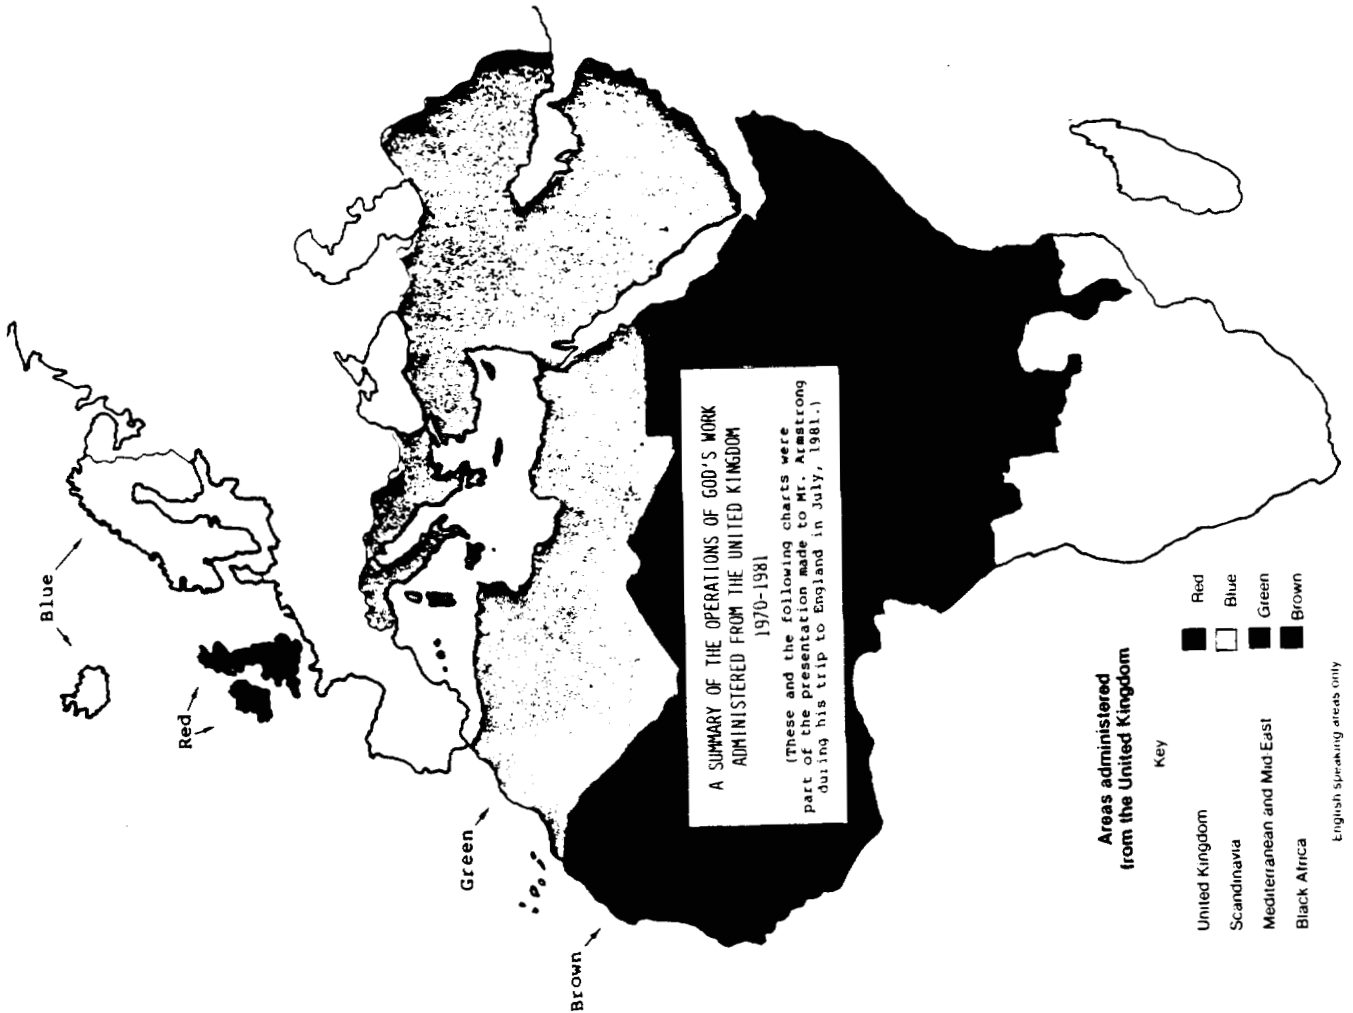 Blue
Red
Green
Brown
A SUMMARY OF THE OPERATIONS OF GOD'S WORK
ADMINISTERED FROM THE UNITED KINGDOM
1970-1981
(These and the following charts were
part of the presentation made to Mr. Armstrong
during his trip to England in July, 1981.)
Areas administered
from the United Kingdom
Key
United Kingdom Red
Scandinavia Blue
Mediterranean and Mid-East Green
Black Africa Brown
English speaking areas only